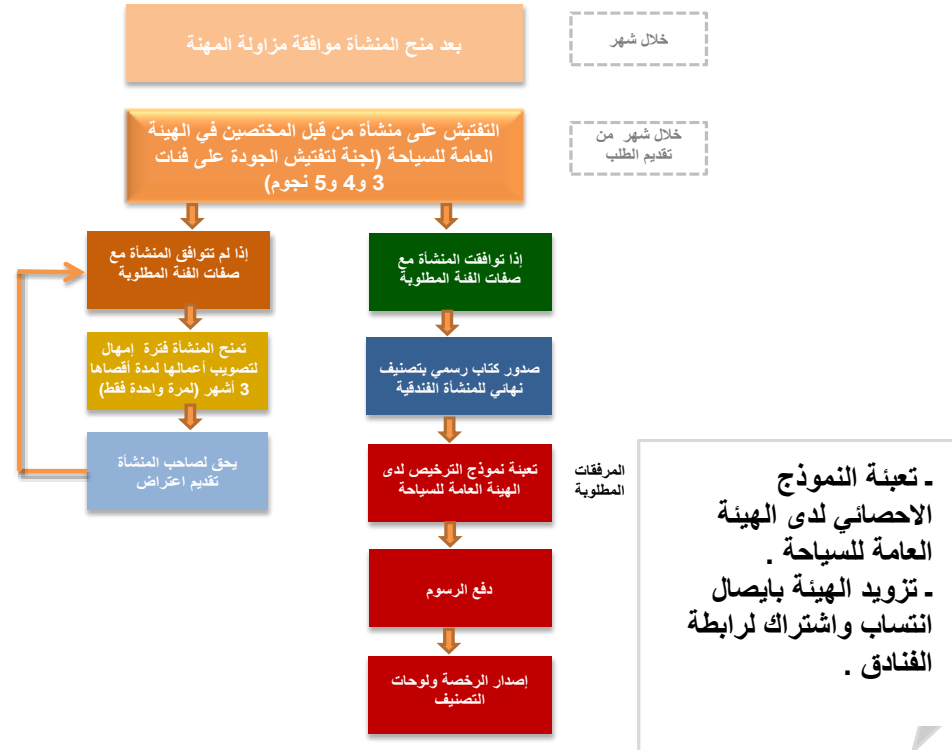 بعد منح المنشأة موافقة مزاولة المهنة
خلال شهر
التفتيش على منشأة من قبل المختصين في الهيئة
العامة للسياحة (لجنة لتفتيش الجودة على فئات
3 و4 و5 نجوم)
خلال شهر من
تقديم الطلب
إذا توافقت المنشأة مع
صفات الفئة المطلوبة
إذا لم تتوافق المنشأة مع
صفات الفئة المطلوبة
صدور كتاب رسمي بتصنيف
نهائي للمنشأة الفندقية
تمنح المنشأة فترة إمهال
لتصويب أعمالها لمدة أقصاها
3 أشهر (لمرة واحدة فقط)
تعبئة نموذج الترخيص لدى
الهيئة العامة للسياحة
يحق لصاحب المنشأة
تقديم اعتراض
المرفقات
المطلوبة
- تعبئة النموذج
الاحصائي لدى الهيئة
العامة للسياحة .
- تزويد الهيئة بايصال
انتساب واشتراك لرابطة
الفنادق .
دفع الرسوم
إصدار الرخصة ولوحات
التصنيف